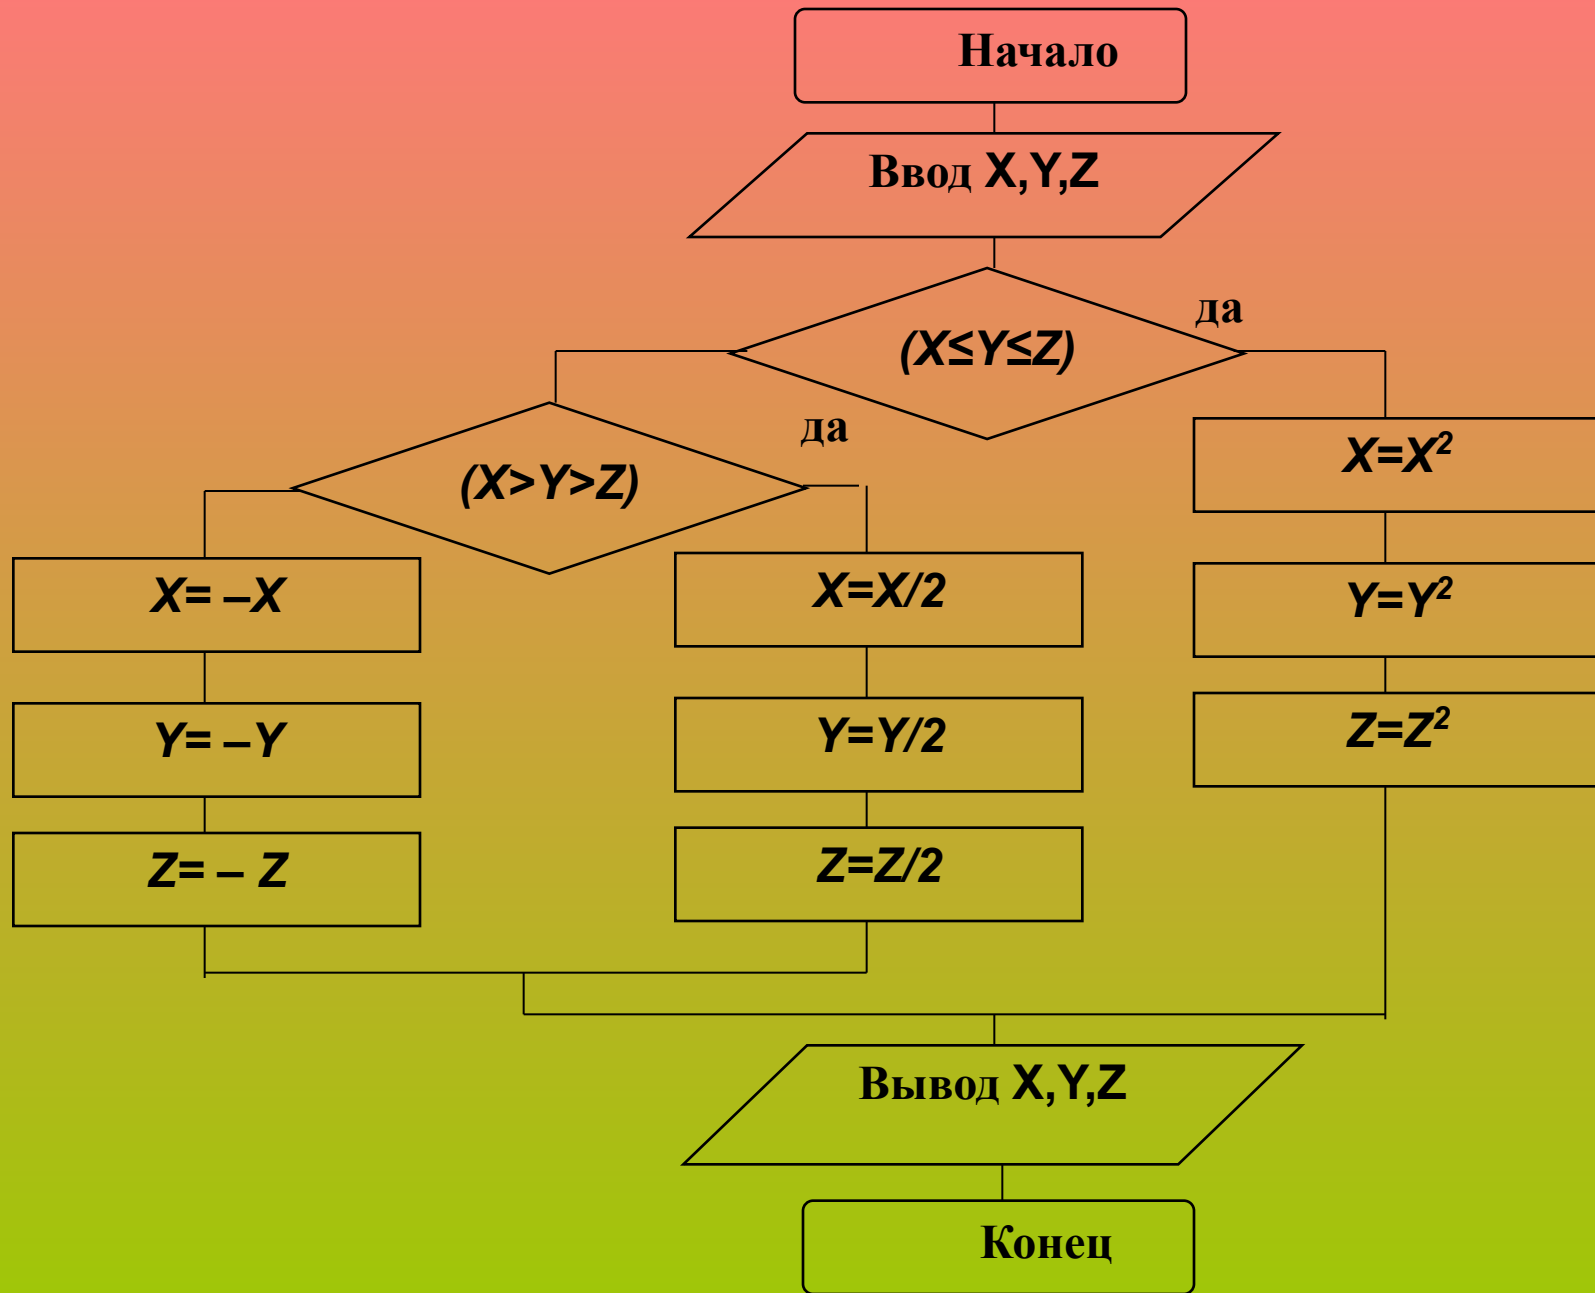 Начало
Ввод X,Y,Z
(X≤Y≤Z)
да
(X>Y>Z)
да
X= –X
Y= –Y
Z= – Z
X=X/2
Y=Y/2
Z=Z/2
X=X²
Y=Y²
Z=Z²
Вывод X,Y,Z
Конец